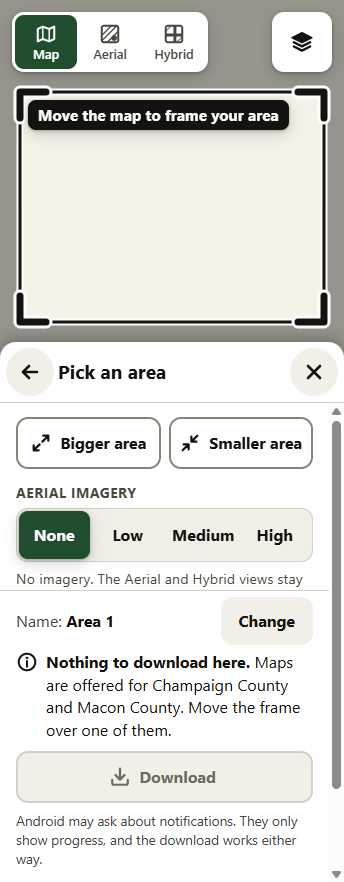 Map
Aerial
Hybrid
Move the map to frame your area
Pick an area
Bigger area
Smaller area
AERIAL IMAGERY
None
Low
Medium
High
No imagery. The Aerial and Hybrid views stay
Name: Area 1
Change
Nothing to download here. Maps
are offered for Champaign County
and Macon County. Move the frame
over one of them.
Download
Android may ask about notifications. They only
show progress, and the download works either
way.